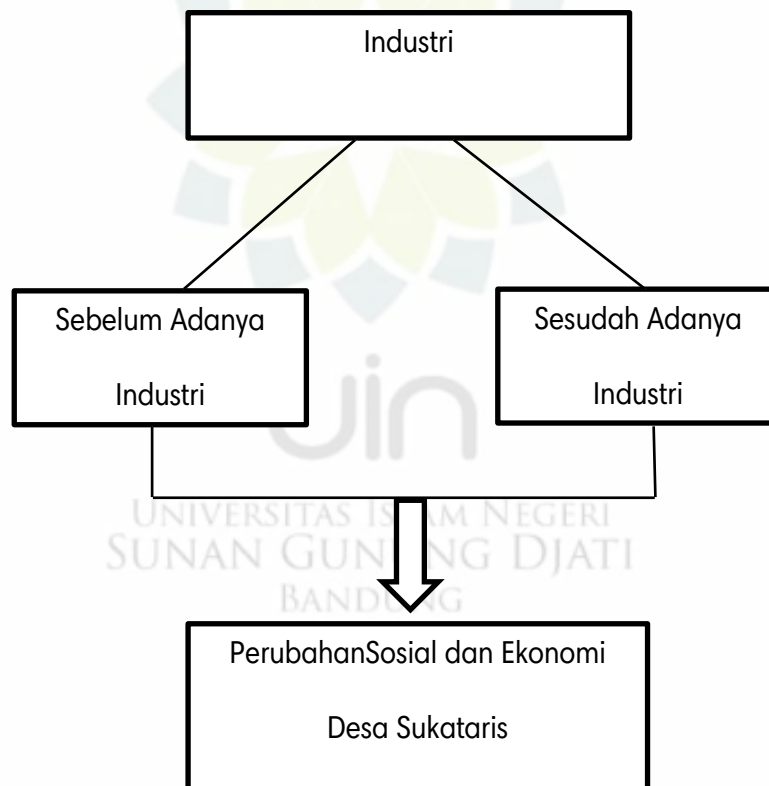 Industri
Sebelum Adanya
Industri
Sesudah Adanya
Industri
uin
UNIVERSITAS ISLAM NEGERI
SUNAN GUNUNG DJATI
BANDUNG
PerubahanSosial dan Ekonomi
Desa Sukataris